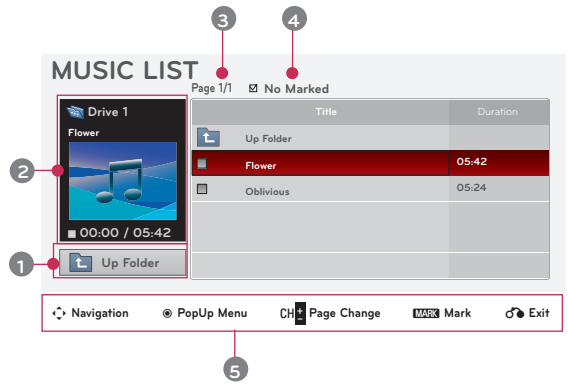 3
4
MUSIC LIST
Page 1/1 No Marked
Drive 1
Flower
00:00 / 05:42
Up Folder
Title Duration
Up Folder
Flower 05:42
Oblivious 05:24
2
1
Navigation PopUp Menu CH + - Page Change MARK Mark Exit
5